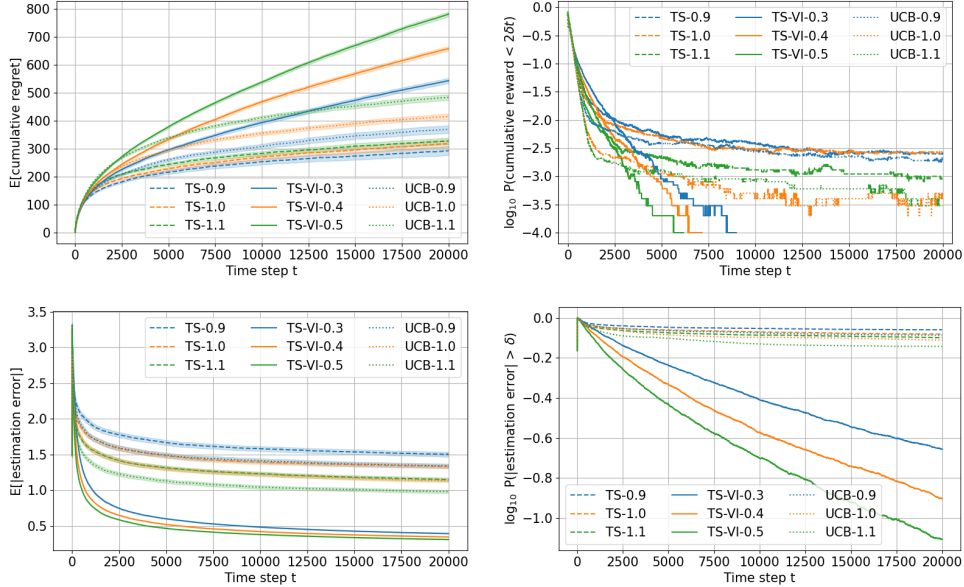 E[cumulative regret]
800
700
600
500
400
300
200
100
0
TS-0.9 TS-VI-0.3 UCB-0.9
TS-1.0 TS-VI-0.4 UCB-1.0
TS-1.1 TS-VI-0.5 UCB-1.1
0 2500 5000 7500 10000 12500 15000 17500 20000
Time step t
log₁₀ P(cumulative reward < 2δt)
0.0
−0.5
−1.0
−1.5
−2.0
−2.5
−3.0
−3.5
−4.0
TS-0.9 TS-VI-0.3 UCB-0.9
TS-1.0 TS-VI-0.4 UCB-1.0
TS-1.1 TS-VI-0.5 UCB-1.1
0 2500 5000 7500 10000 12500 15000 17500 20000
Time step t
E[|estimation error|]
3.5
3.0
2.5
2.0
1.5
1.0
0.5
TS-0.9 TS-VI-0.3 UCB-0.9
TS-1.0 TS-VI-0.4 UCB-1.0
TS-1.1 TS-VI-0.5 UCB-1.1
0 2500 5000 7500 10000 12500 15000 17500 20000
Time step t
log₁₀ P(|estimation error| > δ)
0.0
−0.2
−0.4
−0.6
−0.8
−1.0
TS-0.9 TS-VI-0.3 UCB-0.9
TS-1.0 TS-VI-0.4 UCB-1.0
TS-1.1 TS-VI-0.5 UCB-1.1
0 2500 5000 7500 10000 12500 15000 17500 20000
Time step t